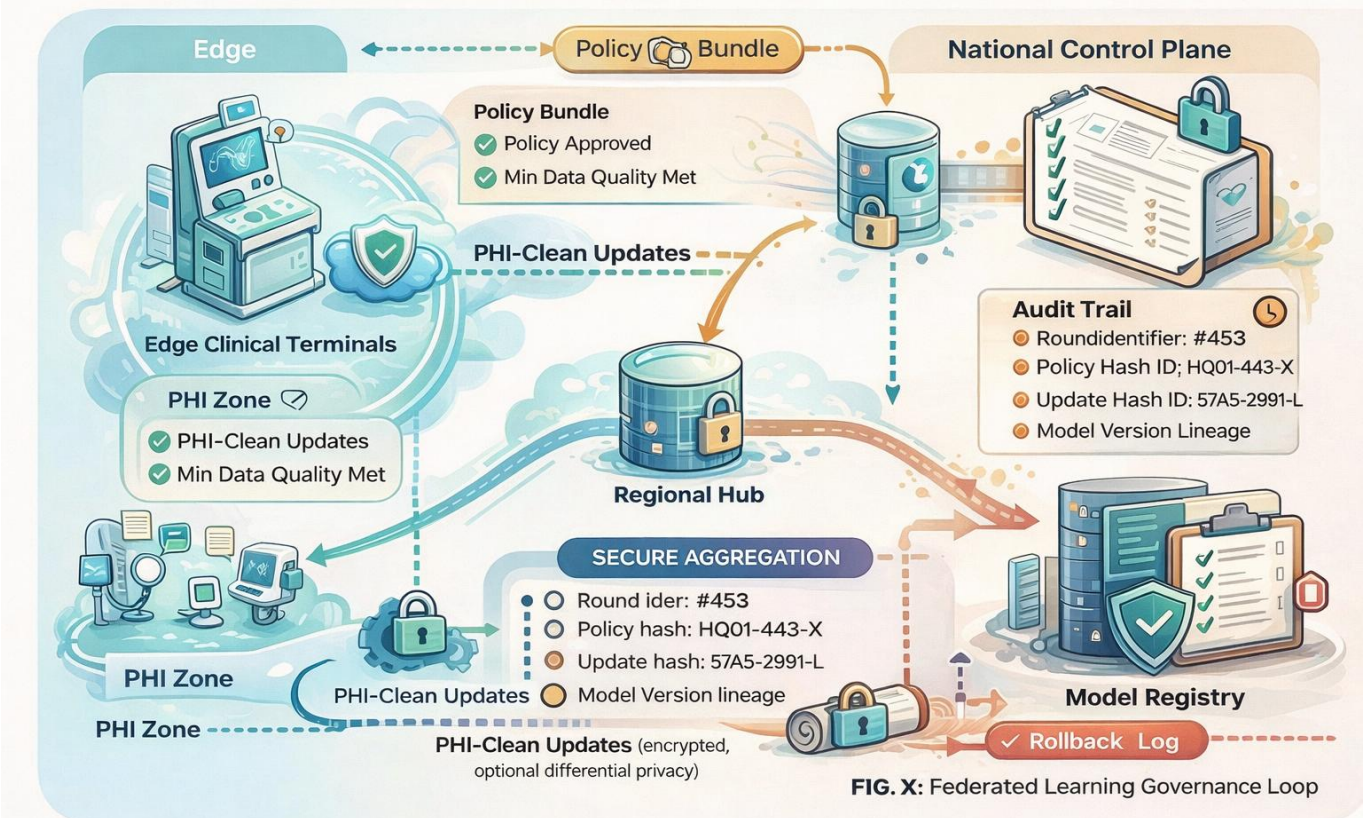 Edge
Policy Bundle
National Control Plane
Policy Bundle
Policy Approved
Min Data Quality Met
PHI-Clean Updates
Edge Clinical Terminals
Audit Trail
Roundidentifier: #453
Policy Hash ID; HQ01-443-X
Update Hash ID: 57A5-2991-L
Model Version Lineage
PHI Zone
PHI-Clean Updates
Min Data Quality Met
Regional Hub
SECURE AGGREGATION
Round ider: #453
Policy hash: HQ01-443-X
Update hash: 57A5-2991-L
Model Version lineage
PHI Zone
PHI-Clean Updates
PHI Zone
PHI-Clean Updates (encrypted,
optional differential privacy)
Model Registry
Rollback Log
FIG. X: Federated Learning Governance Loop